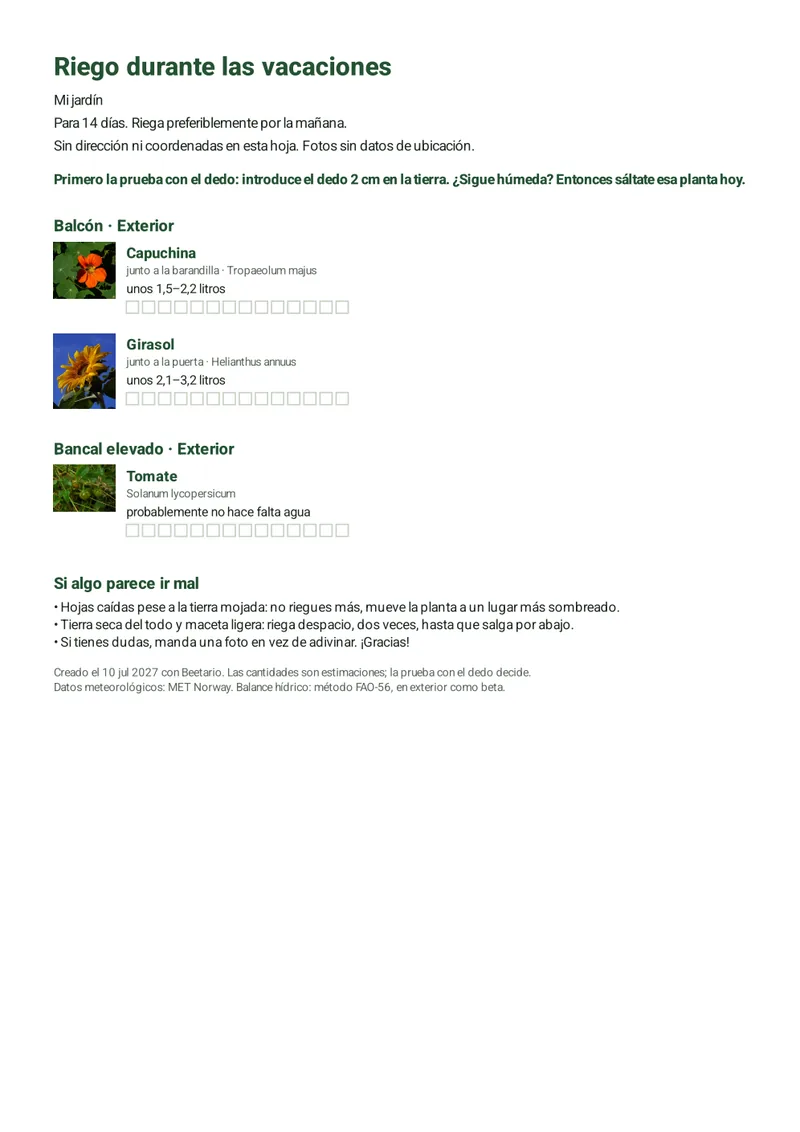 Riego durante las vacaciones
Mi jardín
Para 14 días. Riega preferiblemente por la mañana.
Sin dirección ni coordenadas en esta hoja. Fotos sin datos de ubicación.
Primero la prueba con el dedo: introduce el dedo 2 cm en la tierra. ¿Sigue húmeda? Entonces sáltate esa planta hoy.
Balcón · Exterior
Capuchina
junto a la barandilla · Tropaeolum majus
unos 1,5–2,2 litros
Girasol
junto a la puerta · Helianthus annuus
unos 2,1–3,2 litros
Bancal elevado · Exterior
Tomate
Solanum lycopersicum
probablemente no hace falta agua
Si algo parece ir mal
• Hojas caídas pese a la tierra mojada: no riegues más, mueve la planta a un lugar más sombreado.
• Tierra seca del todo y maceta ligera: riega despacio, dos veces, hasta que salga por abajo.
• Si tienes dudas, manda una foto en vez de adivinar. ¡Gracias!
Creado el 10 jul 2027 con Beetario. Las cantidades son estimaciones; la prueba con el dedo decide.
Datos meteorológicos: MET Norway. Balance hídrico: método FAO-56, en exterior como beta.